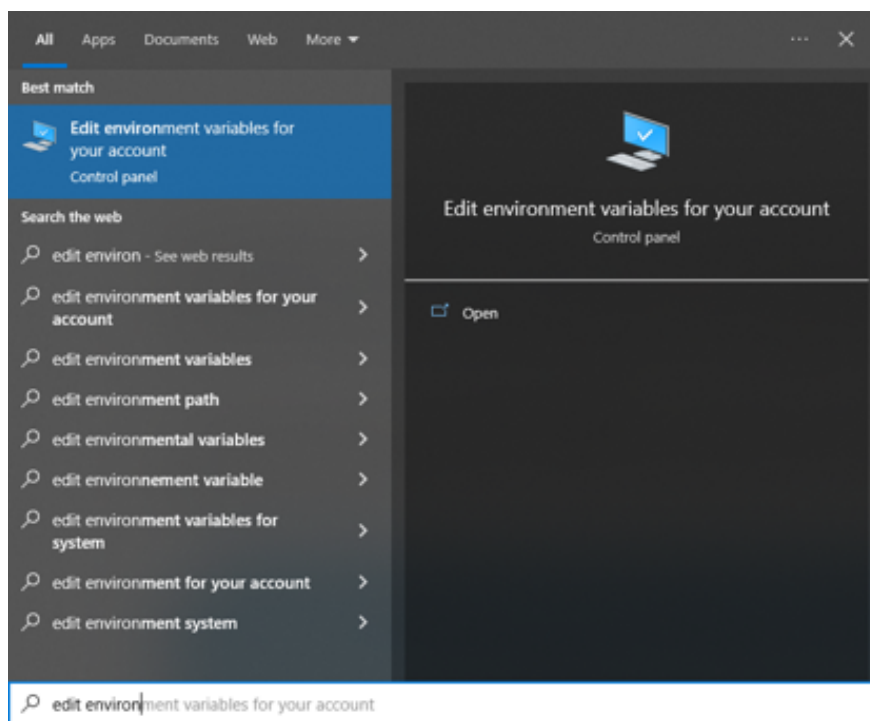 All Apps Documents Web More
Best match
Edit environment variables for
your account
Control panel
Search the web
edit environ - See web results
edit environment variables for your
account
edit environment variables
edit environment path
edit environmental variables
edit environnement variable
edit environment variables for
system
edit environment for your account
edit environment system
Edit environment variables for your account
Control panel
Open
edit environment variables for your account